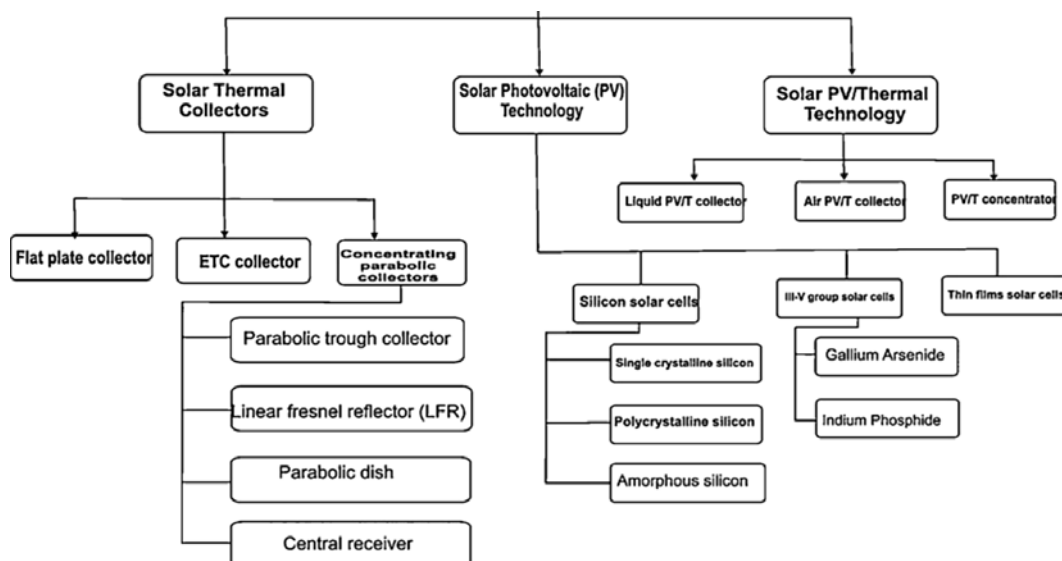 Solar Thermal
Collectors
Solar Photovoltaic (PV)
Technology
Solar PV/Thermal
Technology
Liquid PV/T collector
Air PV/T collector
PV/T concentrator
Flat plate collector
ETC collector
Concentrating
parabolic
collectors
Silicon solar cells
III-V group solar cells
Thin films solar cells
Parabolic trough collector
Linear fresnel reflector (LFR)
Parabolic dish
Central receiver
Single crystalline silicon
Polycrystalline silicon
Amorphous silicon
Gallium Arsenide
Indium Phosphide